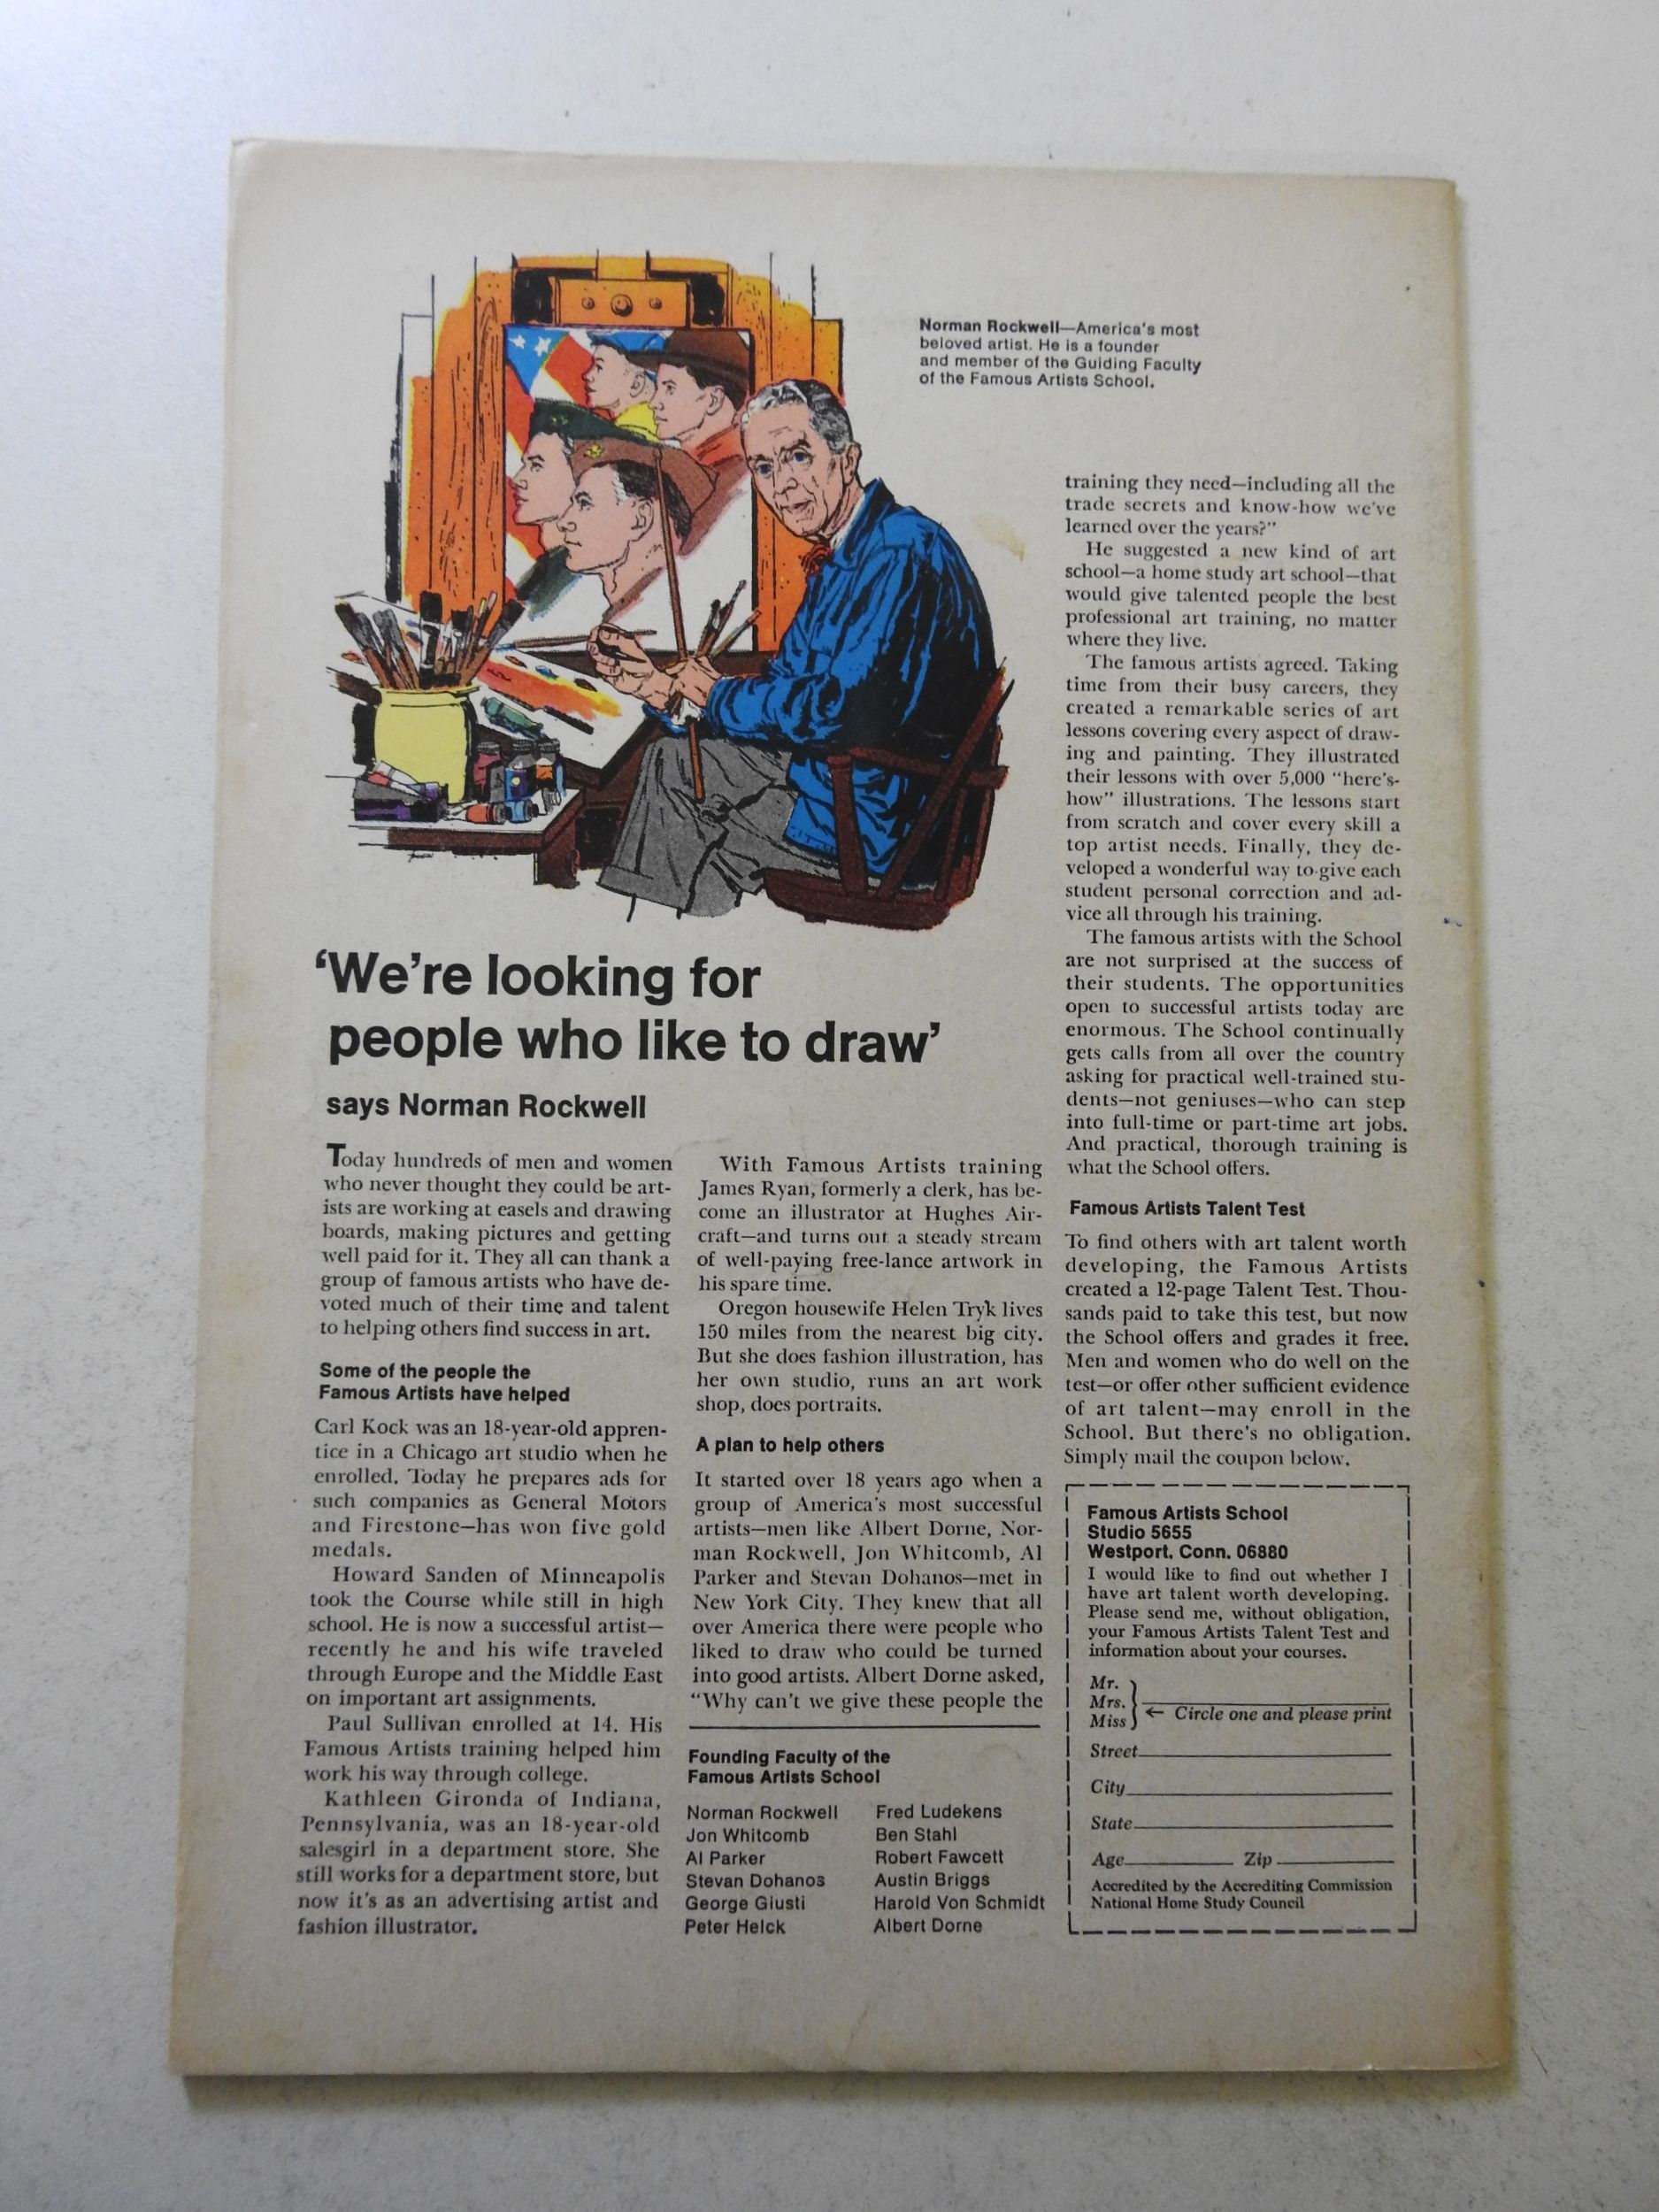 Norman Rockwell—America's most
beloved artist. He is a founder
and member of the Guiding Faculty
of the Famous Artists School.
'We're looking for
people who like to draw'
says Norman Rockwell
Today hundreds of men and women
who never thought they could be art-
ists are working at easels and drawing
boards, making pictures and getting
well paid for it. They all can thank a
group of famous artists who have de-
voted much of their time and talent
to helping others find success in art.
Some of the people the
Famous Artists have helped
Carl Kock was an 18-year-old appren-
tice in a Chicago art studio when he
enrolled. Today he prepares ads for
such companies as General Motors
and Firestone—has won five gold
medals.
Howard Sanden of Minneapolis
took the Course while still in high
school. He is now a successful artist—
recently he and his wife traveled
through Europe and the Middle East
on important art assignments.
Paul Sullivan enrolled at 14. His
Famous Artists training helped him
work his way through college.
Kathleen Gironda of Indiana,
Pennsylvania, was an 18-year-old
salesgirl in a department store. She
still works for a department store, but
now it's as an advertising artist and
fashion illustrator.
With Famous Artists training
James Ryan, formerly a clerk, has be-
come an illustrator at Hughes Air-
craft—and turns out a steady stream
of well-paying free-lance artwork in
his spare time.
Oregon housewife Helen Tryk lives
150 miles from the nearest big city.
But she does fashion illustration, has
her own studio, runs an art work
shop, does portraits.
A plan to help others
It started over 18 years ago when a
group of America's most successful
artists—men like Albert Dorne, Nor-
man Rockwell, Jon Whitcomb, Al
Parker and Stevan Dohanos—met in
New York City. They knew that all
over America there were people who
liked to draw who could be turned
into good artists. Albert Dorne asked,
"Why can't we give these people the
training they need—including all the
trade secrets and know-how we've
learned over the years?"
He suggested a new kind of art
school—a home study art school—that
would give talented people the best
professional art training, no matter
where they live.
The famous artists agreed. Taking
time from their busy careers, they
created a remarkable series of art
lessons covering every aspect of draw-
ing and painting. They illustrated
their lessons with over 5,000 "here's-
how" illustrations. The lessons start
from scratch and cover every skill a
top artist needs. Finally, they de-
veloped a wonderful way to give each
student personal correction and ad-
vice all through his training.
The famous artists with the School
are not surprised at the success of
their students. The opportunities
open to successful artists today are
enormous. The School continually
gets calls from all over the country
asking for practical well-trained stu-
dents—not geniuses—who can step
into full-time or part-time art jobs.
And practical, thorough training is
what the School offers.
Famous Artists Talent Test
To find others with art talent worth
developing, the Famous Artists
created a 12-page Talent Test. Thou-
sands paid to take this test, but now
the School offers and grades it free.
Men and women who do well on the
test—or offer other sufficient evidence
of art talent—may enroll in the
School. But there's no obligation.
Simply mail the coupon below.
Founding Faculty of the
Famous Artists School
Norman Rockwell
Jon Whitcomb
Al Parker
Stevan Dohanos
George Giusti
Peter Helck
Fred Ludekens
Ben Stahl
Robert Fawcett
Austin Briggs
Harold Von Schmidt
Albert Dorne
Famous Artists School
Studio 5655
Westport, Conn. 06880
I would like to find out whether I
have art talent worth developing.
Please send me, without obligation,
your Famous Artists Talent Test and
information about your courses.
Mr.
Mrs.
Miss
← Circle one and please print
Street
City
State
Age Zip
Accredited by the Accrediting Commission
National Home Study Council